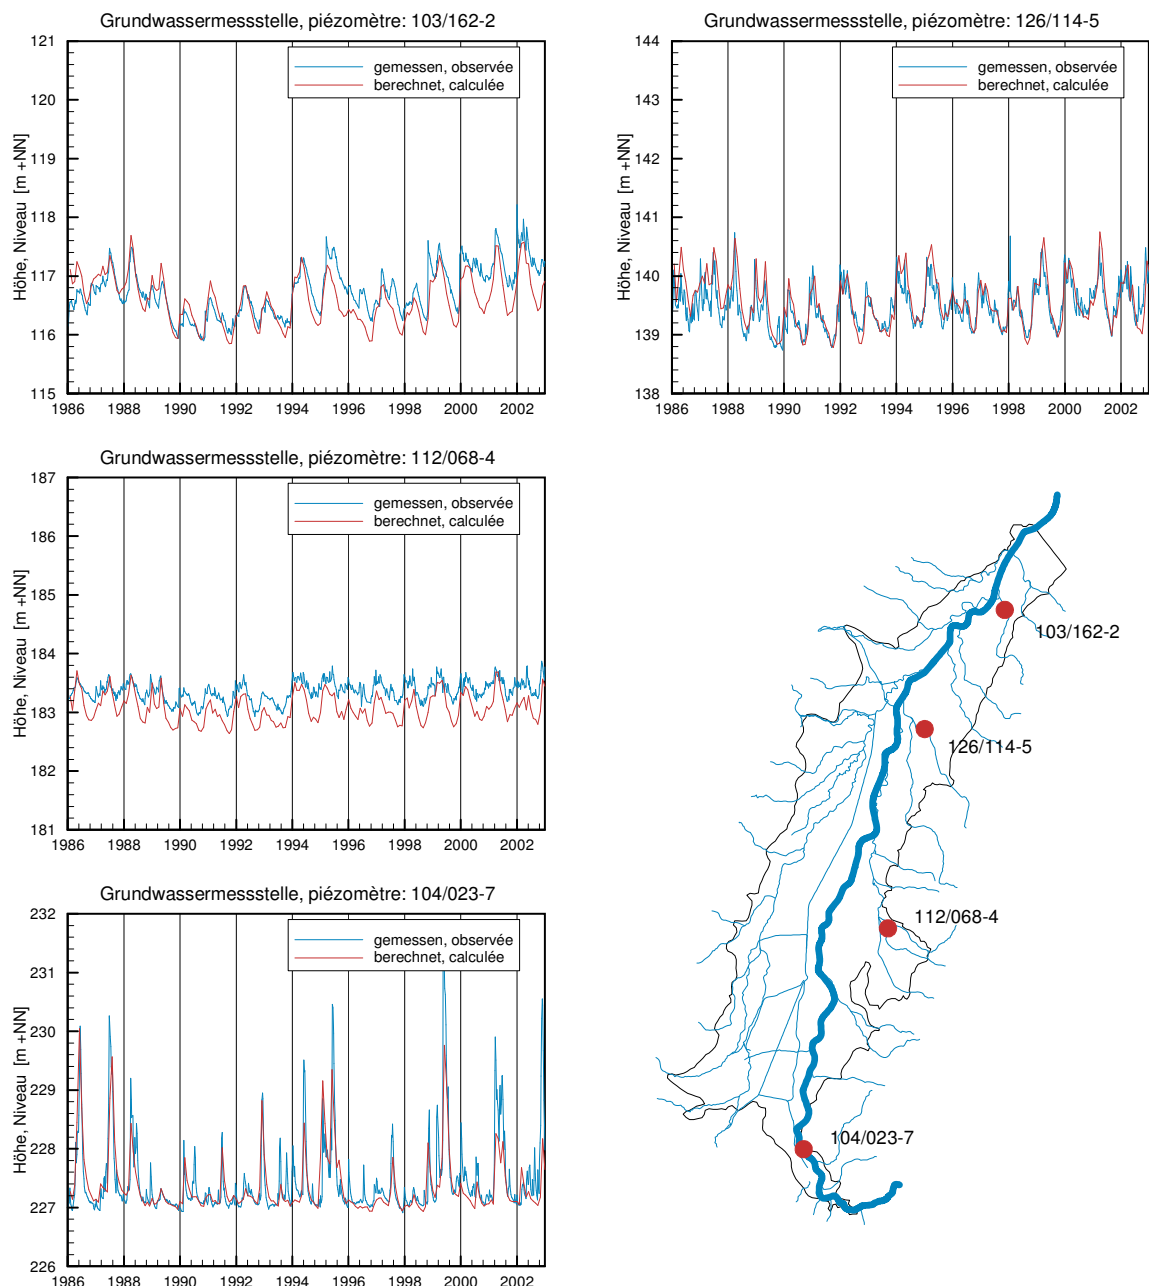 Grundwassermessstelle, piézomètre: 103/162-2
Höhe, Niveau [m +NN]
121
120
119
118
117
116
115
gemessen, observée
berechnet, calculée
1986 1988 1990 1992 1994 1996 1998 2000 2002
Grundwassermessstelle, piézomètre: 126/114-5
Höhe, Niveau [m +NN]
144
143
142
141
140
139
138
gemessen, observée
berechnet, calculée
1986 1988 1990 1992 1994 1996 1998 2000 2002
Grundwassermessstelle, piézomètre: 112/068-4
Höhe, Niveau [m +NN]
187
186
185
184
183
182
181
gemessen, observée
berechnet, calculée
1986 1988 1990 1992 1994 1996 1998 2000 2002
103/162-2
126/114-5
112/068-4
104/023-7
Grundwassermessstelle, piézomètre: 104/023-7
Höhe, Niveau [m +NN]
232
231
230
229
228
227
226
gemessen, observée
berechnet, calculée
1986 1988 1990 1992 1994 1996 1998 2000 2002